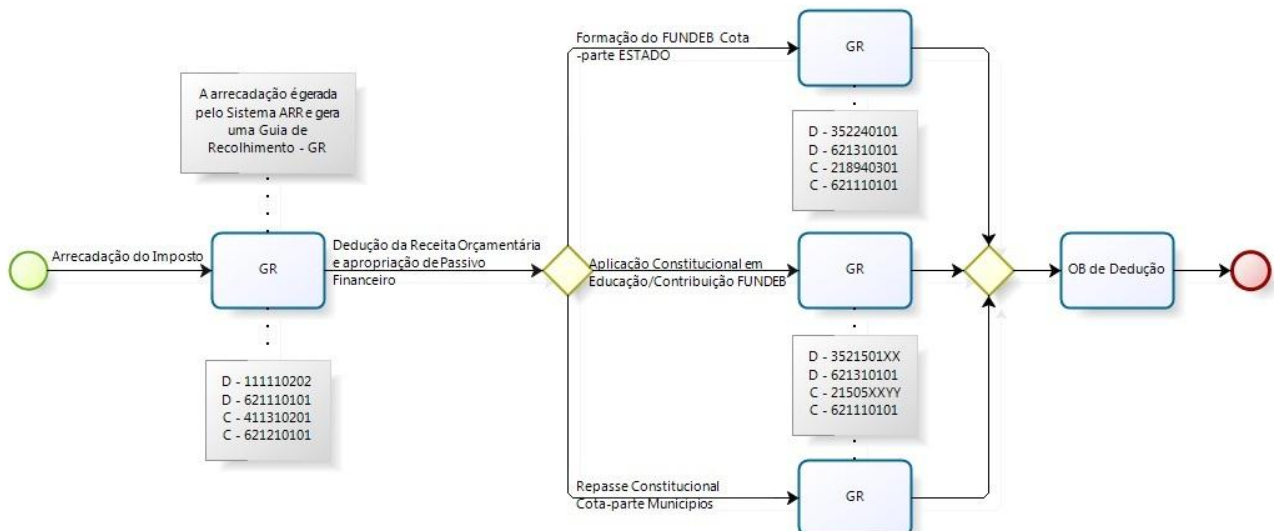 Formação do FUNDEB Cota
-parte ESTADO
GR
A arrecadação é gerada
pelo Sistema ARR e gera
uma Guia de
Recolhimento - GR
D - 352240101
D - 621310101
C - 218940301
C - 621110101
Arrecadação do Imposto
GR
Dedução da Receita Orçamentária
e apropriação de Passivo
Financeiro
Aplicação Constitucional em
Educação/Contribuição FUNDEB
GR
OB de Dedução
D - 111110202
D - 621110101
C - 411310201
C - 621210101
D - 3521501XX
D - 621310101
C - 21505XXYY
C - 621110101
Repasse Constitucional
Cota-parte Municipios
GR